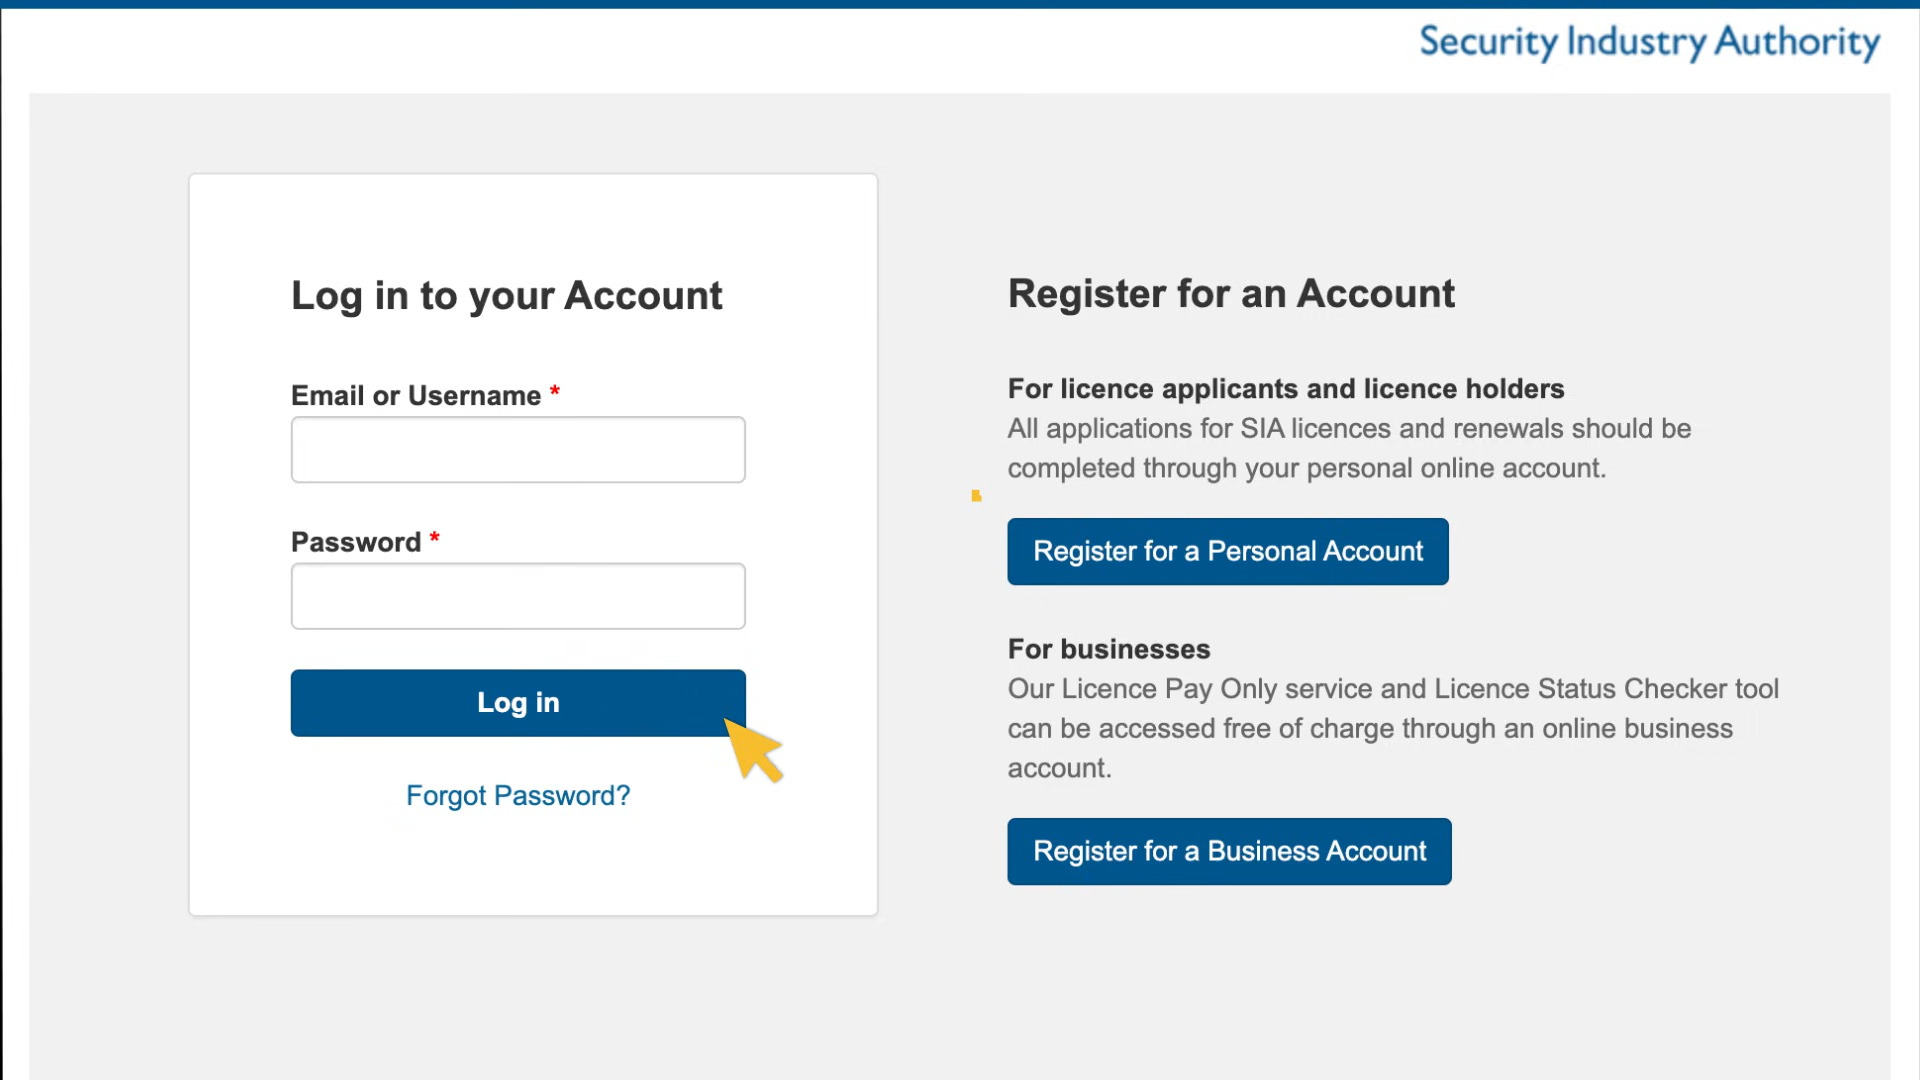 Security Industry Authority
Log in to your Account
Email or Username *
Password *
Log in
Forgot Password?
Register for an Account
For licence applicants and licence holders
All applications for SIA licences and renewals should be
completed through your personal online account.
Register for a Personal Account
For businesses
Our Licence Pay Only service and Licence Status Checker tool
can be accessed free of charge through an online business
account.
Register for a Business Account